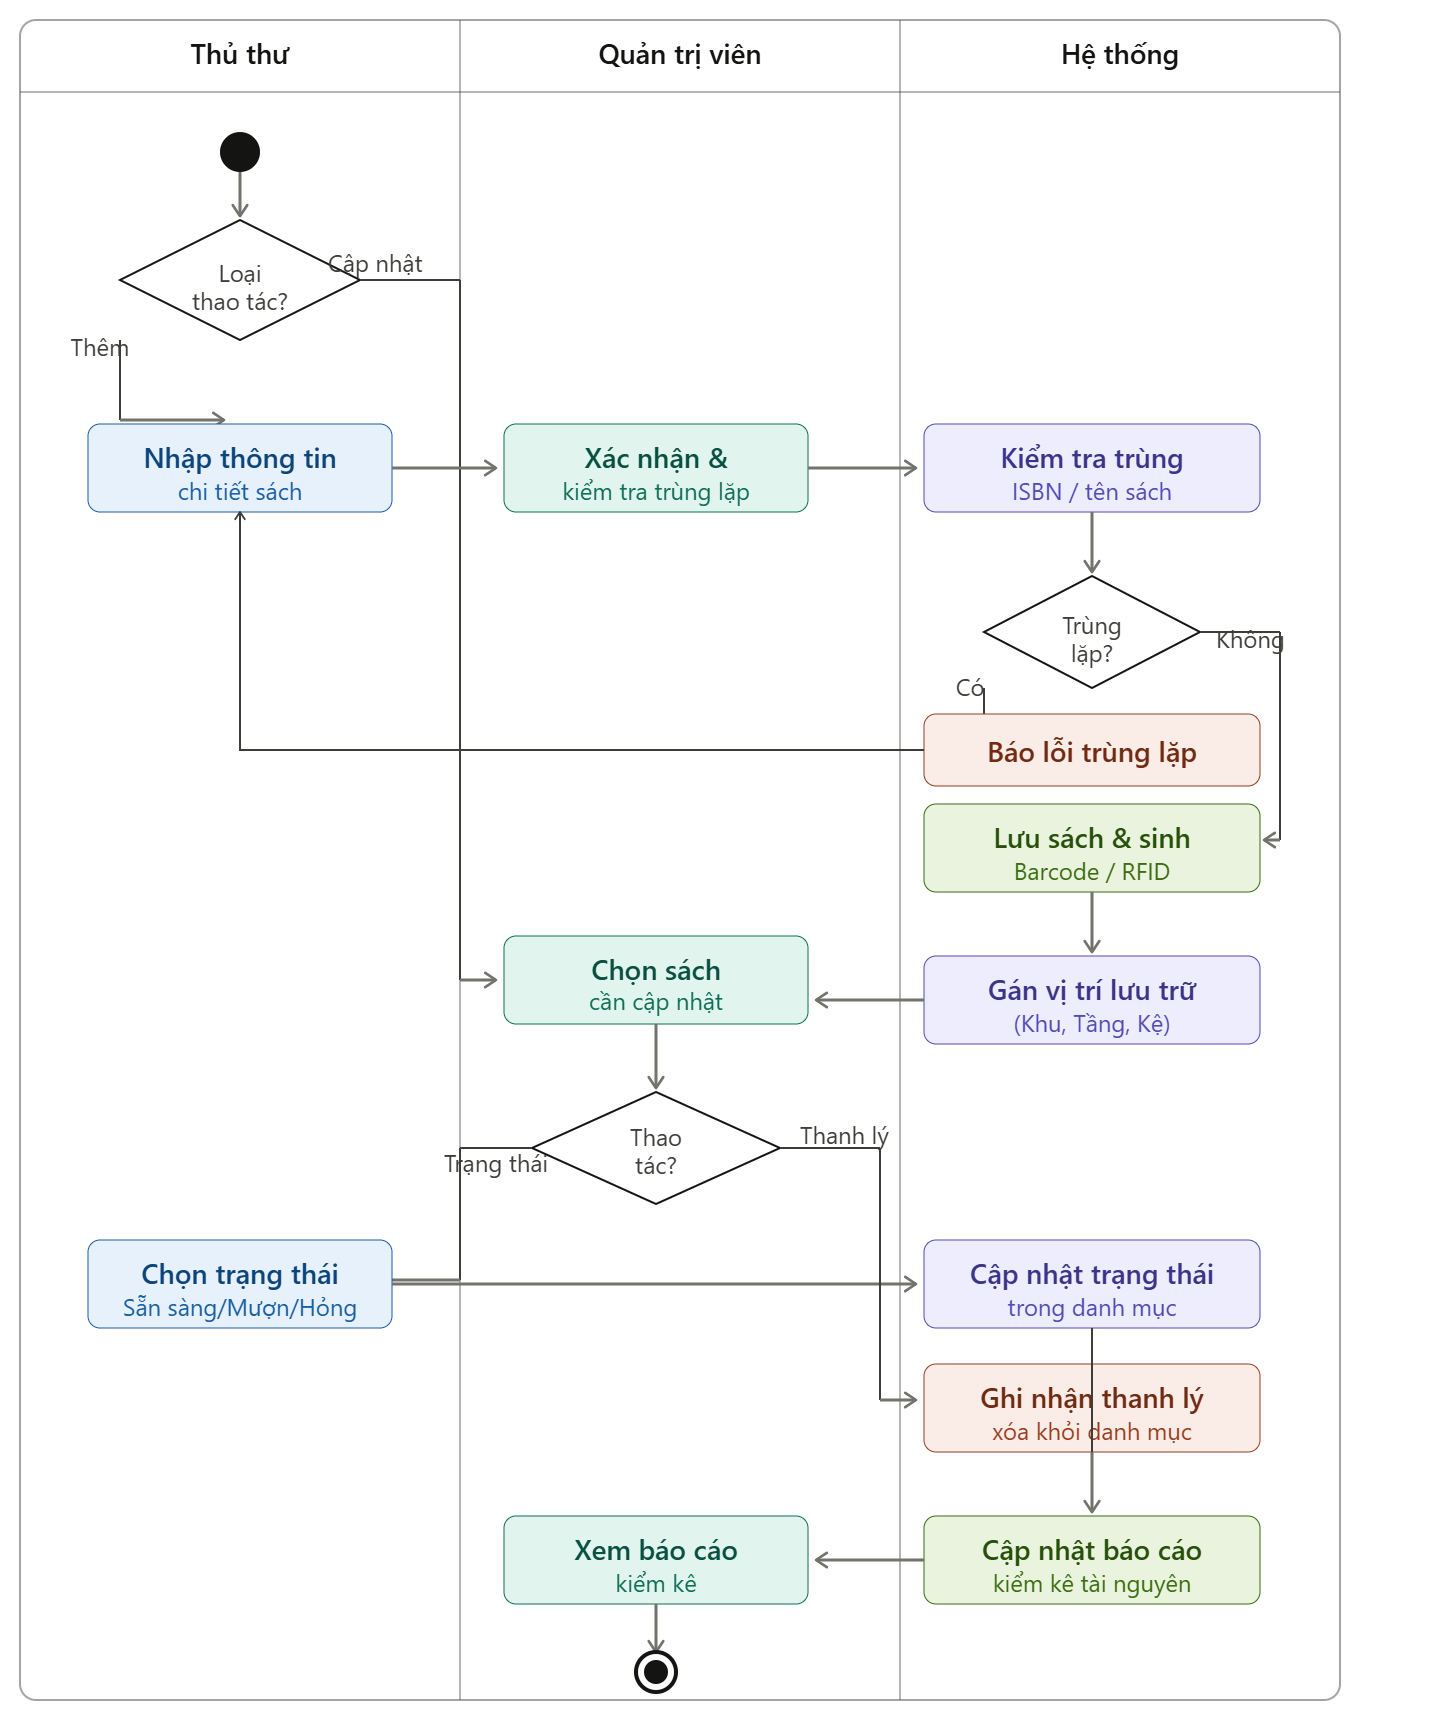 Thủ thư
Quản trị viên
Hệ thống
Loại
thao tác?
Cập nhật
Thêm
Nhập thông tin
chi tiết sách
Xác nhận &
kiểm tra trùng lặp
Kiểm tra trùng
ISBN / tên sách
Trùng
lặp?
Không
Có
Báo lỗi trùng lặp
Lưu sách & sinh
Barcode / RFID
Chọn sách
cần cập nhật
Gán vị trí lưu trữ
(Khu, Tầng, Kệ)
Thao
tác?
Thanh lý
Trạng thái
Chọn trạng thái
Sẵn sàng/Mượn/Hỏng
Cập nhật trạng thái
trong danh mục
Ghi nhận thanh lý
xóa khỏi danh mục
Xem báo cáo
kiểm kê
Cập nhật báo cáo
kiểm kê tài nguyên